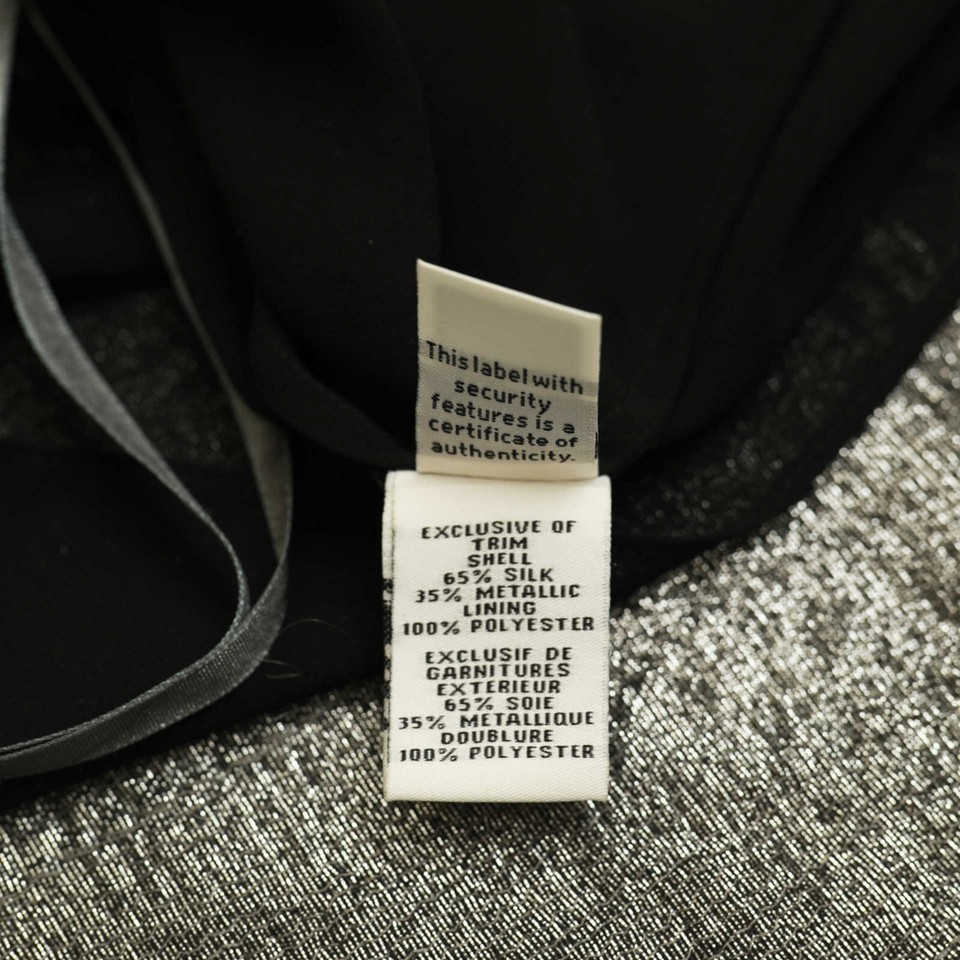 This label with
security
features is a
certificate of
authenticity.
EXCLUSIVE OF
TRIM
SHELL
65% SILK
35% METALLIC
LINING
100% POLYESTER
EXCLUSIF DE
GARNITURES
EXTERIEUR
65% SOIE
35% METALLIQUE
DOUBLURE
100% POLYESTER